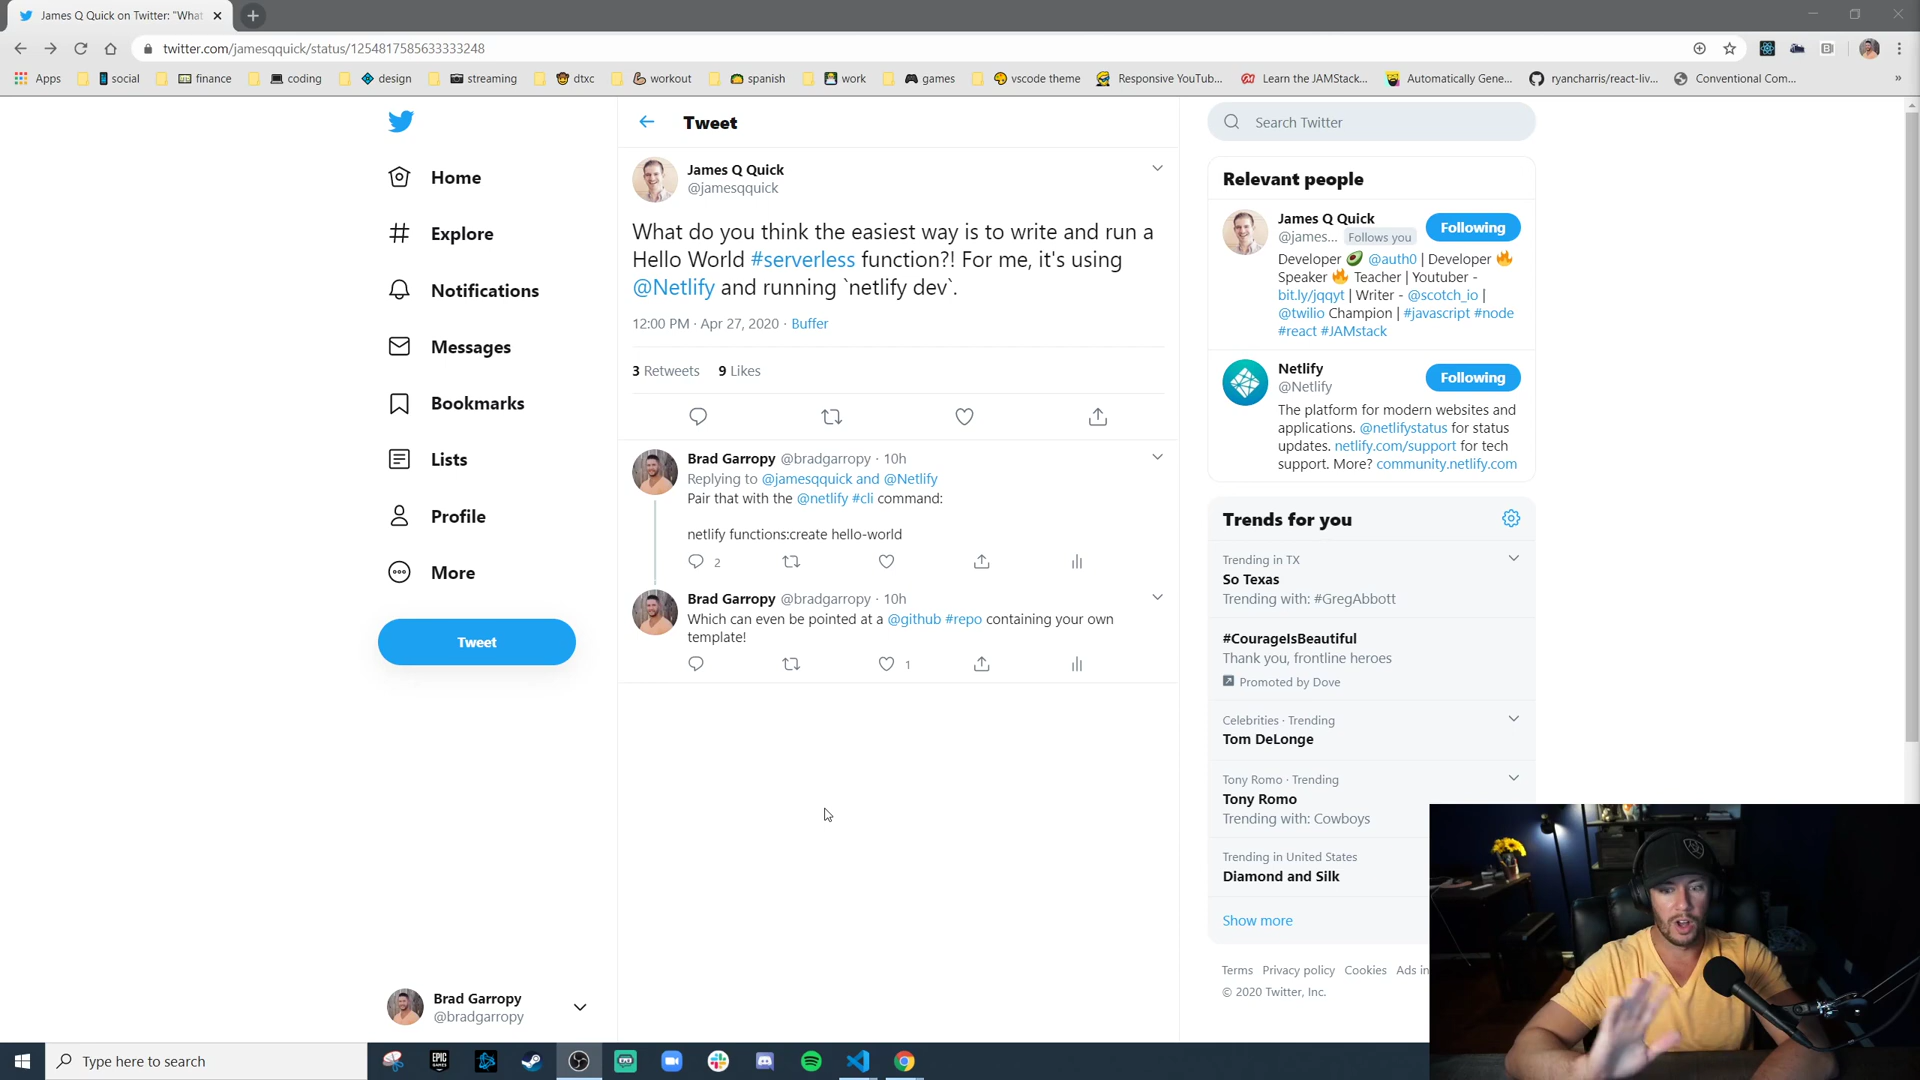 James Q Quick on Twitter: "What
twitter.com/jamesqquick/status/1254817585633333248
Apps social finance coding design streaming dtxc workout spanish work games vscode theme Responsive YouTub... Learn the JAMStack... Automatically Gene... ryancharris/react-liv... Conventional Com... »
Home
Explore
Notifications
Messages
Bookmarks
Lists
Profile
More
Tweet
Brad Garropy
@bradgarropy
Tweet
James Q Quick
@jamesqquick
What do you think the easiest way is to write and run a
Hello World #serverless function?! For me, it's using
@Netlify and running `netlify dev`.
12:00 PM · Apr 27, 2020 · Buffer
3 Retweets 9 Likes
Brad Garropy @bradgarropy · 10h
Replying to @jamesqquick and @Netlify
Pair that with the @netlify #cli command:
netlify functions:create hello-world
2
Brad Garropy @bradgarropy · 10h
Which can even be pointed at a @github #repo containing your own
template!
1
Search Twitter
Relevant people
James Q Quick
@james... Follows you
Following
Developer 🥑 @auth0 | Developer 🔥
Speaker 🔥 Teacher | Youtuber -
bit.ly/jqqyt | Writer - @scotch_io |
@twilio Champion | #javascript #node
#react #JAMstack
Netlify
@Netlify
Following
The platform for modern websites and
applications. @netlifystatus for status
updates. netlify.com/support for tech
support. More? community.netlify.com
Trends for you
Trending in TX
So Texas
Trending with: #GregAbbott
#CourageIsBeautiful
Thank you, frontline heroes
Promoted by Dove
Celebrities · Trending
Tom DeLonge
Tony Romo · Trending
Tony Romo
Trending with: Cowboys
Trending in United States
Diamond and Silk
Show more
Terms Privacy policy Cookies Ads in
© 2020 Twitter, Inc.
Type here to search
EPIC GAMES